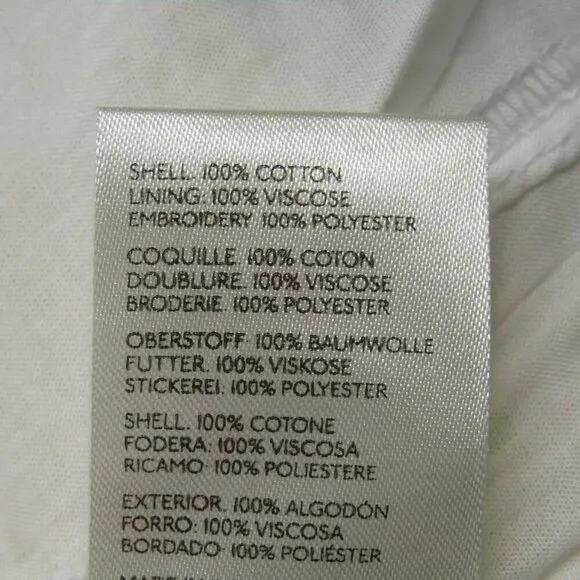 SHELL: 100% COTTON
LINING: 100% VISCOSE
EMBROIDERY: 100% POLYESTER
COQUILLE: 100% COTON
DOUBLURE: 100% VISCOSE
BRODERIE: 100% POLYESTER
OBERSTOFF: 100% BAUMWOLLE
FUTTER: 100% VISKOSE
STICKEREI: 100% POLYESTER
SHELL: 100% COTONE
FODERA: 100% VISCOSA
RICAMO: 100% POLIESTERE
EXTERIOR: 100% ALGODÓN
FORRO: 100% VISCOSA
BORDADO: 100% POLIÉSTER